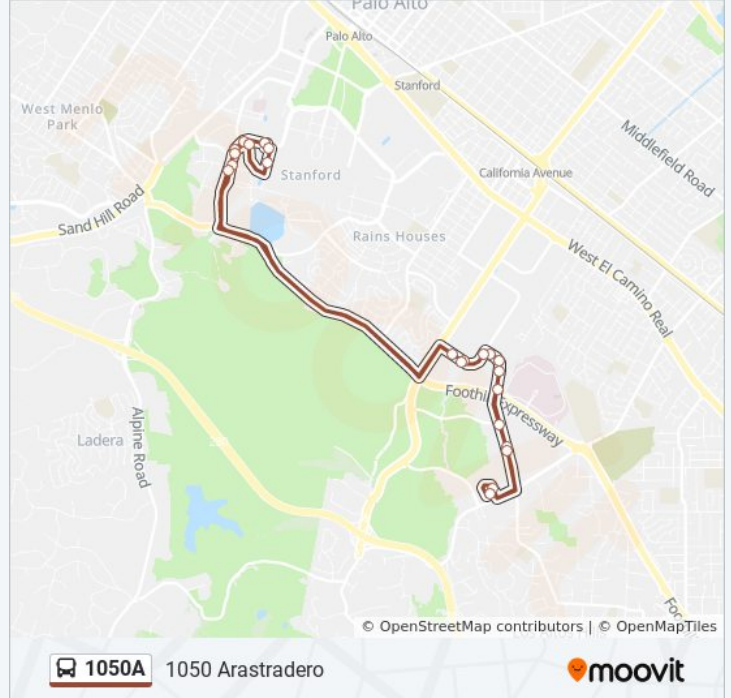 Palo Alto
Palo Alto
Stanford
West Menlo
Park
Middlefield Road
Stanford
California Avenue
Sand Hill Road
Rains Houses
West El Camino Real
Foothill Expressway
Alpine Road
Ladera
Foo
© OpenStreetMap contributors | © OpenMapTiles
1050A
1050 Arastradero
moovit